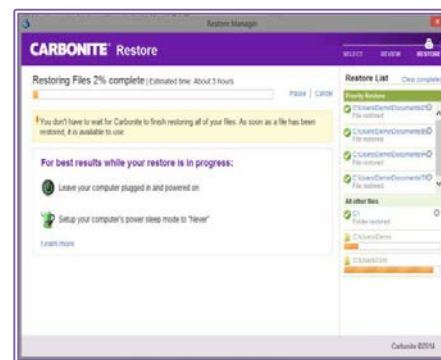 Restore Manager
CARBONITE Restore
SELECT REVIEW RESTORE
Restoring Files 2% complete | Estimated time: About 5 hours
Pause | Cancel
You don't have to wait for Carbonite to finish restoring all of your files. As soon as a file has been
restored, it is available to use.
For best results while your restore is in progress:
Leave your computer plugged in and powered on
Setup your computer's power sleep mode to "Never"
Learn more
Restore List Clear completed
Priority Restore
File restored
File restored
File restored
File restored
All other files
C:\
Folder restored
C:\Users\Demo
Carbonite ©2014